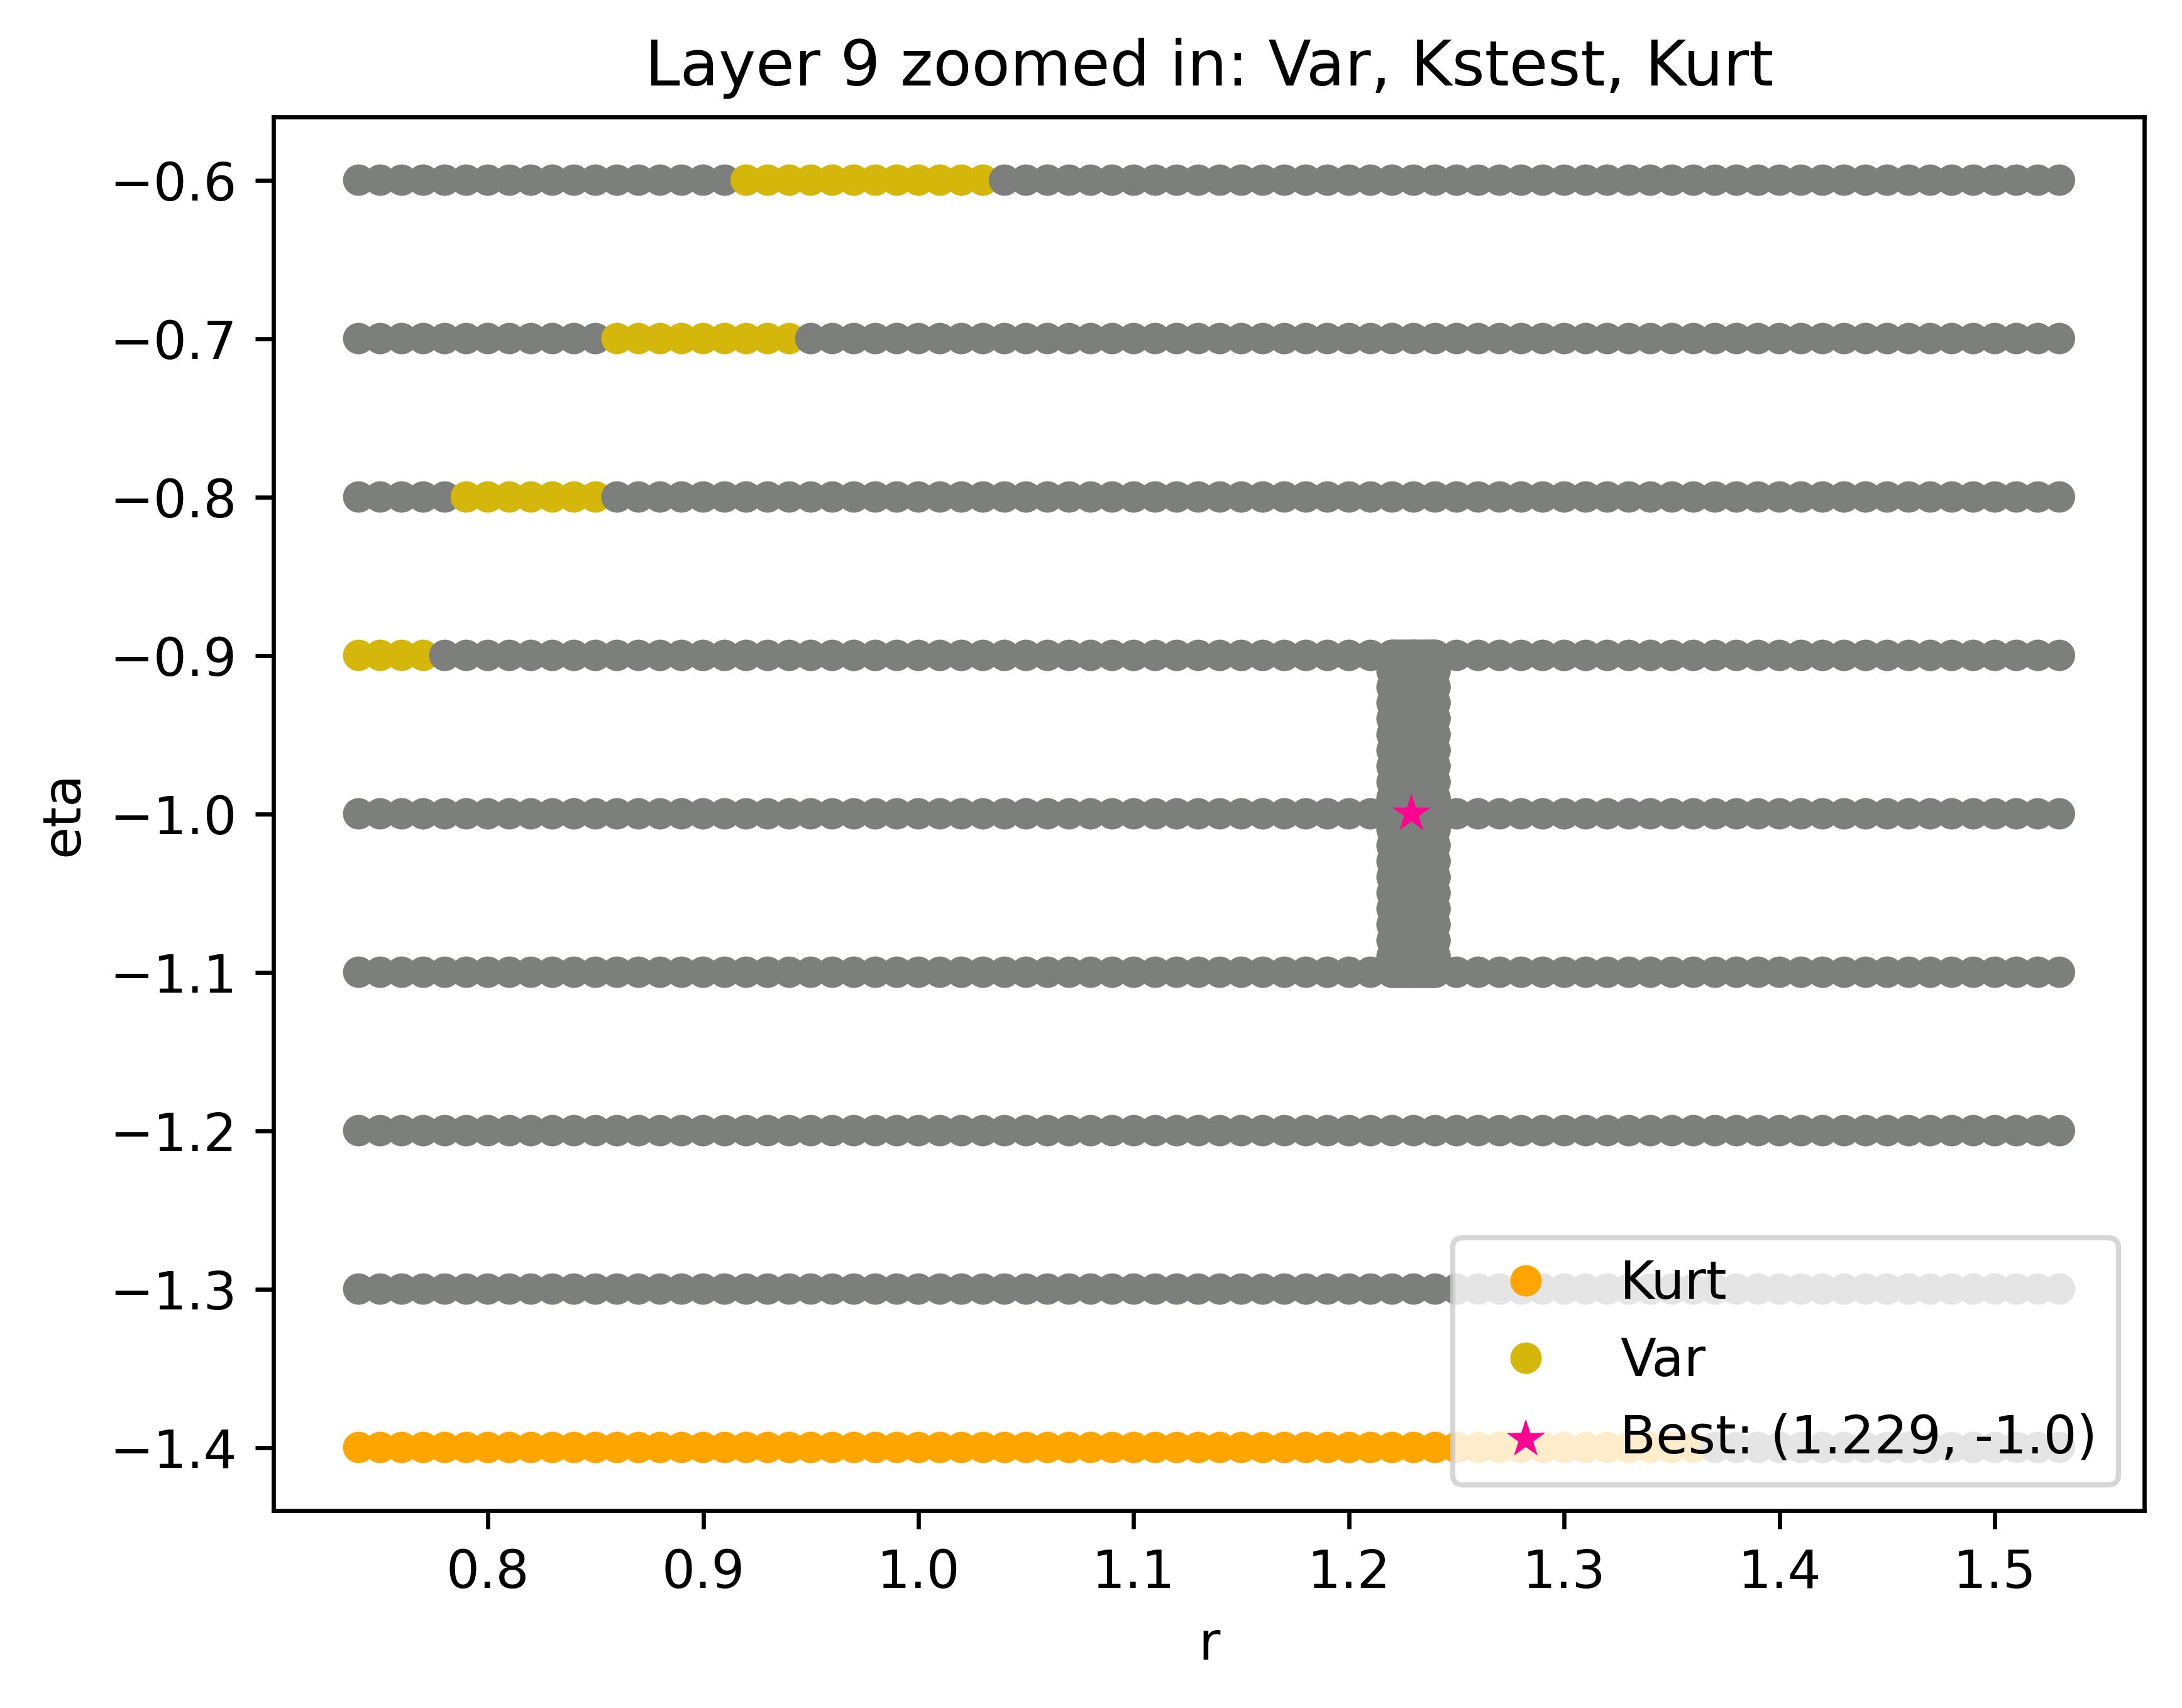 Layer 9 zoomed in: Var, Kstest, Kurt
−0.6
−0.7
−0.8
−0.9
−1.0
−1.1
−1.2
−1.3
−1.4
eta
Kurt
Var
Best: (1.229, -1.0)
0.8 0.9 1.0 1.1 1.2 1.3 1.4 1.5
r